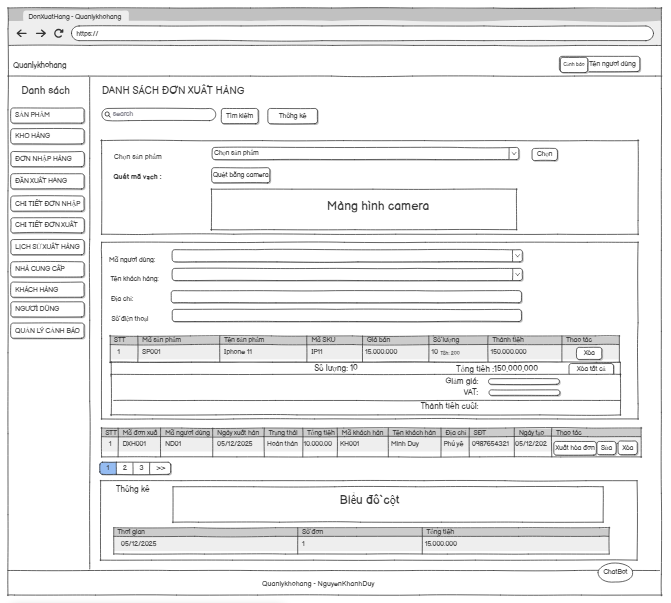 DonXuatHang - Quanlykhohang
https://
Quanlykhohang
Cảnh báo
Tên người dùng
Danh sách
SẢN PHẨM
KHO HÀNG
ĐƠN NHẬP HÀNG
ĐƠN XUẤT HÀNG
CHI TIẾT ĐƠN NHẬP
CHI TIẾT ĐƠN XUẤT
LỊCH SỬ XUẤT HÀNG
NHÀ CUNG CẤP
KHÁCH HÀNG
NGƯỜI DÙNG
QUẢN LÝ CẢNH BÁO
DANH SÁCH ĐƠN XUẤT HÀNG
search
Tìm kiếm
Thống kê
Chọn sản phẩm
Chọn sản phẩm
Chọn
Quét mã vạch :
Quét bằng camera
Màng hình camera
Mã người dùng:
Tên khách hàng:
Địa chỉ:
Số điện thoại
STT Mã sản phẩm Tên sản phẩm Mã SKU Giá bán Số lượng Thành tiền Thao tác
1 SP001 Iphone 11 IP11 15.000.000 10 Tồn 200 150.000.000 Xóa
Số lượng: 10 Tổng tiền :150,000,000 Xóa tất cả
Giảm giá:
VAT:
Thành tiền cuối:
STT Mã đơn xuấ Mã người dùng Ngày xuất hàn Trạng thái Tổng tiền Mã khách hàn Tên khách hàn Địa chỉ SĐT Ngày tạo Thao tác
1 DXH001 ND01 05/12/2025 Hoàn thàn 10.000.00 KH001 Minh Duy Phú yê 0987654321 05/12/202 Xuất hóa đơn Sửa Xóa
1 2 3 >>
Thống kê
Biểu đồ cột
Thời gian Số đơn Tổng tiền
05/12/2025 1 15.000.000
ChatBot
Quanlykhohang - NguyenKhanhDuy